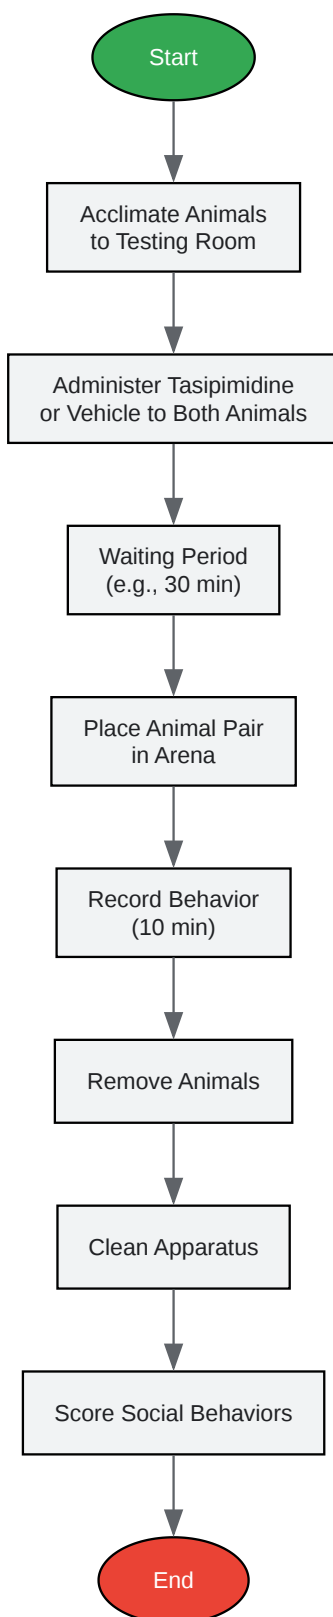 Start
Acclimate Animals
to Testing Room
Administer Tasipimidine
or Vehicle to Both Animals
Waiting Period
(e.g., 30 min)
Place Animal Pair
in Arena
Record Behavior
(10 min)
Remove Animals
Clean Apparatus
Score Social Behaviors
End